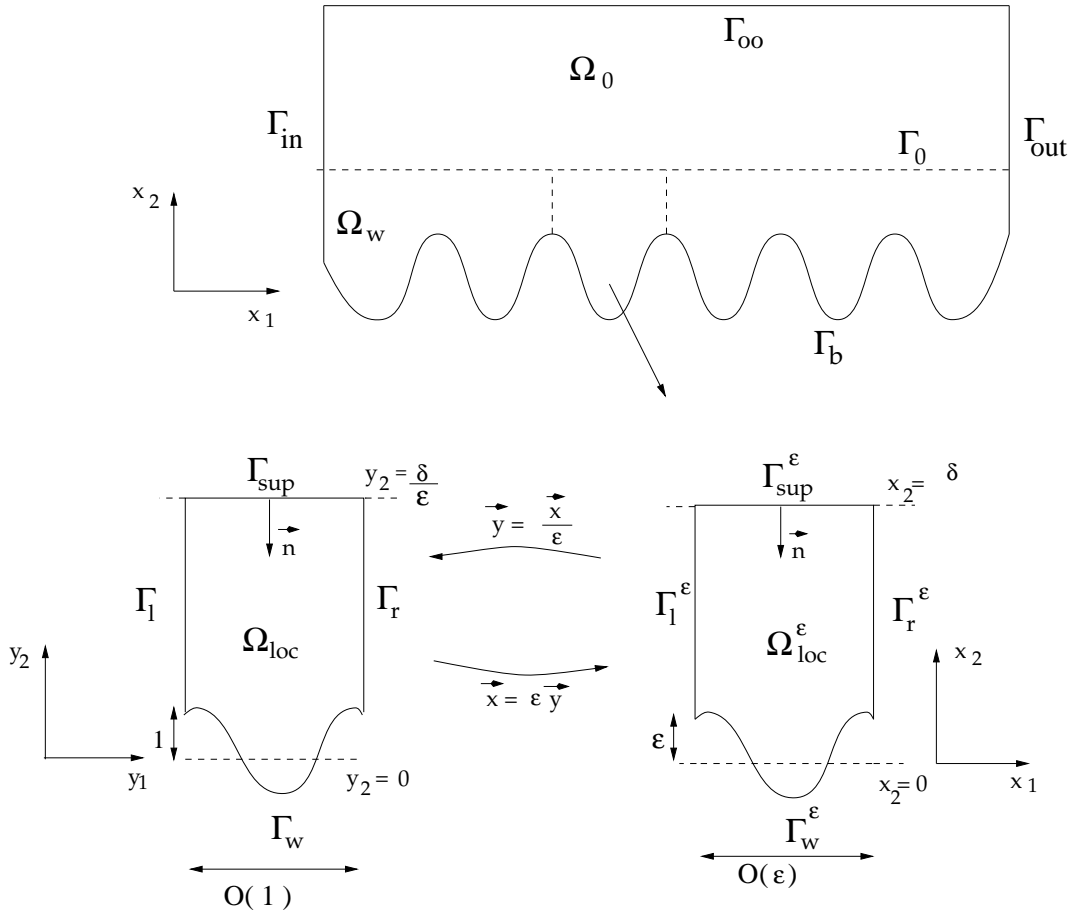 Γoo
Ω0
Γin
Γ0
Γout
x2
Ωw
x1
Γb
Γsup
y2 = δ/ε
n
Γl
Γr
Ωloc
y2
1
y1
y2 = 0
Γw
O( 1 )
y = x/ε
x = ε y
Γsup^ε
x2 = δ
n
Γl^ε
Γr^ε
Ωloc^ε
x2
ε
x2 = 0
x1
Γw^ε
O( ε )